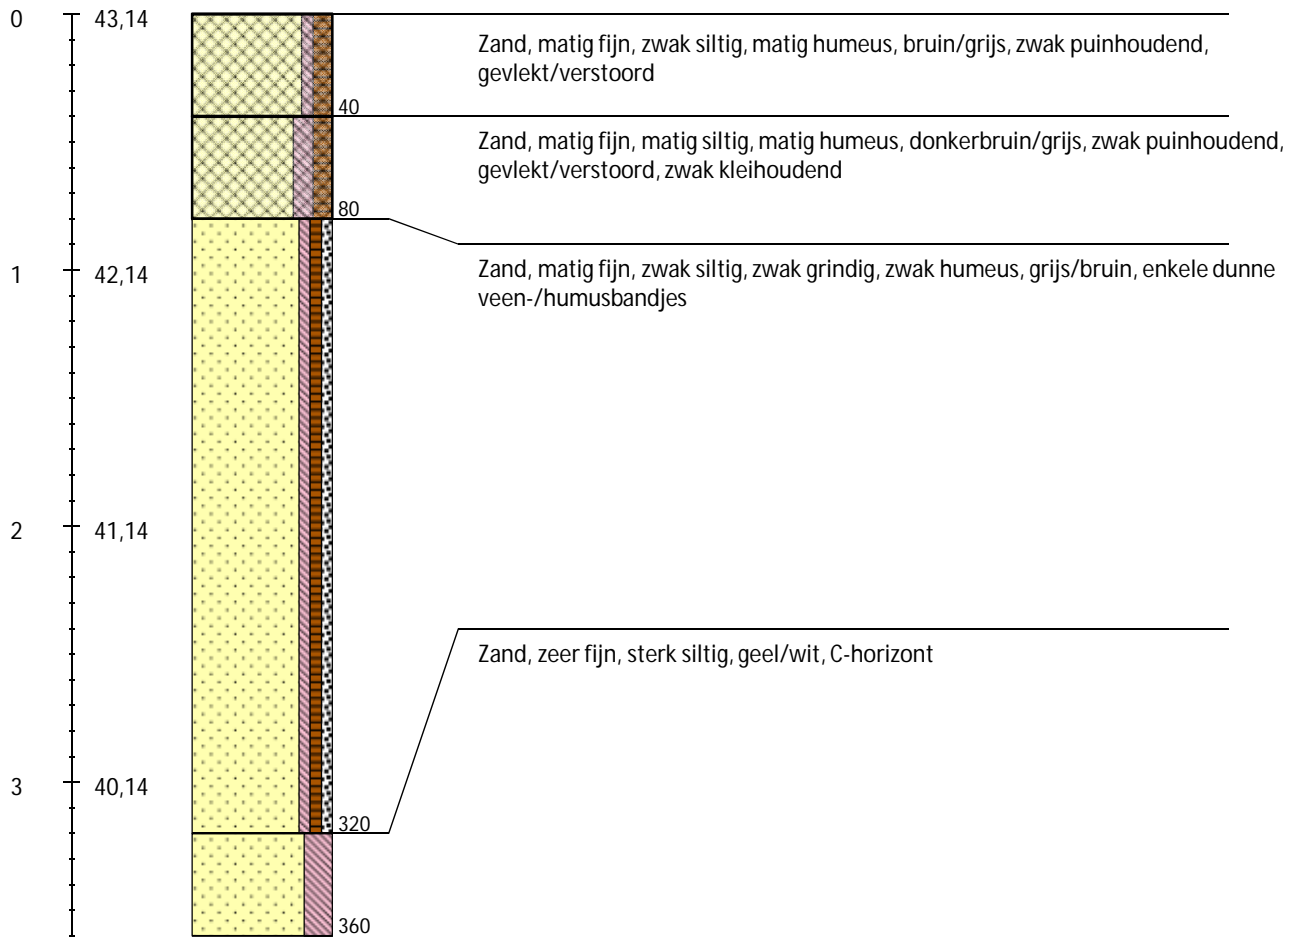 0
43,14
Zand, matig fijn, zwak siltig, matig humeus, bruin/grijs, zwak puinhoudend,
gevlekt/verstoord
40
Zand, matig fijn, matig siltig, matig humeus, donkerbruin/grijs, zwak puinhoudend,
gevlekt/verstoord, zwak kleihoudend
80
1
42,14
Zand, matig fijn, zwak siltig, zwak grindig, zwak humeus, grijs/bruin, enkele dunne
veen-/humusbandjes
2
41,14
Zand, zeer fijn, sterk siltig, geel/wit, C-horizont
3
40,14
320
360